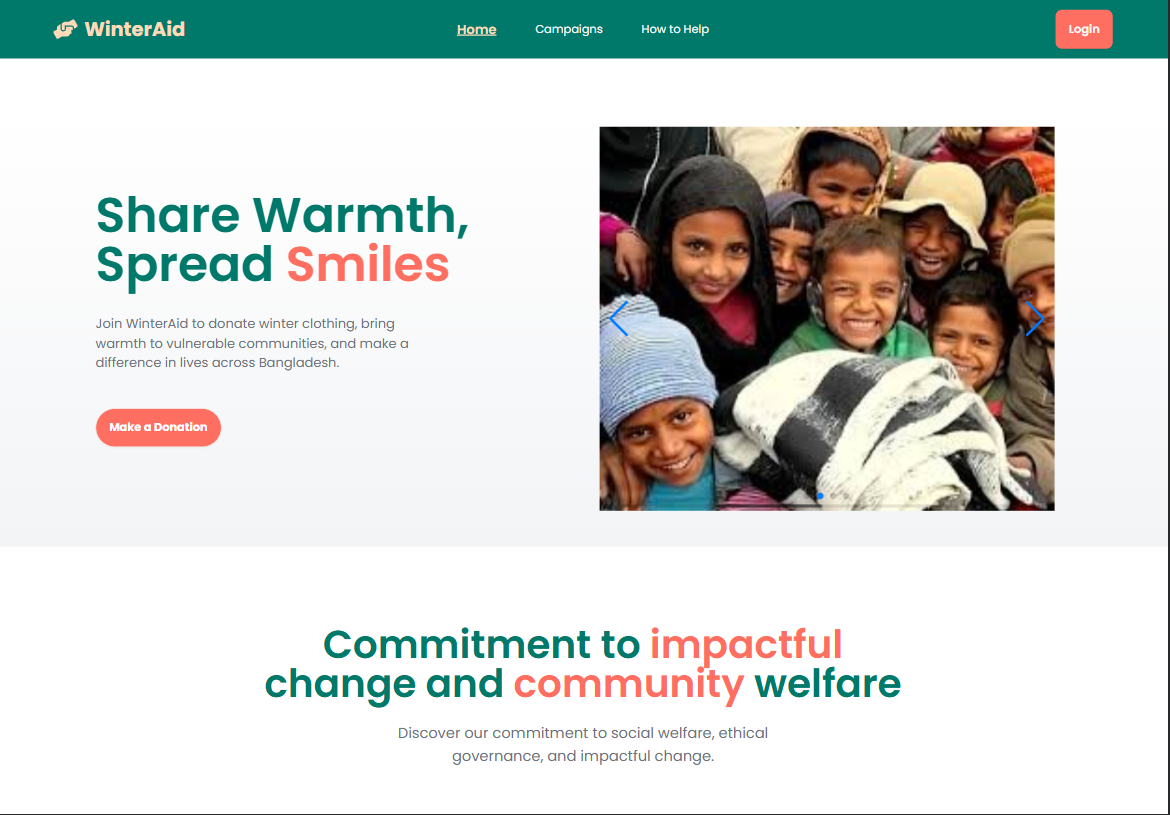 WinterAid
Home
Campaigns
How to Help
Login
Share Warmth,
Spread Smiles
Join WinterAid to donate winter clothing, bring
warmth to vulnerable communities, and make a
difference in lives across Bangladesh.
Make a Donation
Commitment to impactful
change and community welfare
Discover our commitment to social welfare, ethical
governance, and impactful change.